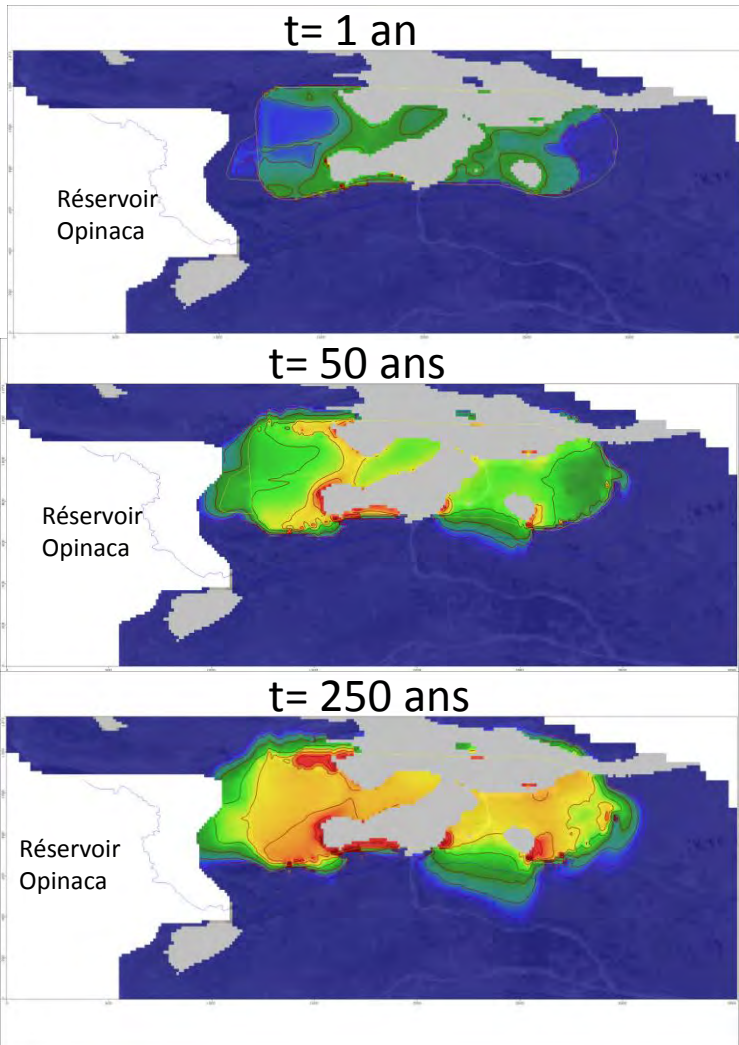 t= 1 an
Réservoir
Opinaca
t= 50 ans
Réservoir
Opinaca
t= 250 ans
Réservoir
Opinaca